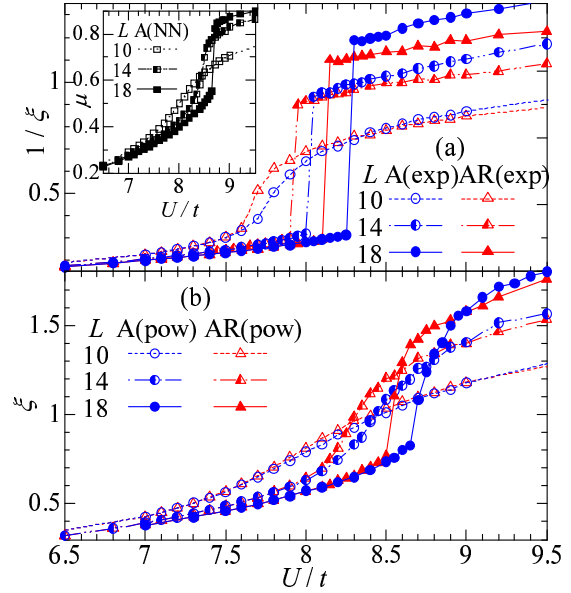 L A(NN)
10
14
18
0.8
0.6
0.4
0.2
μ
7 8 9
U/t
1/ξ
1
0.5
(a)
L A(exp) AR(exp)
10
14
18
(b)
L A(pow) AR(pow)
10
14
18
ξ
1.5
1
0.5
6.5 7 7.5 8 8.5 9 9.5
U/t